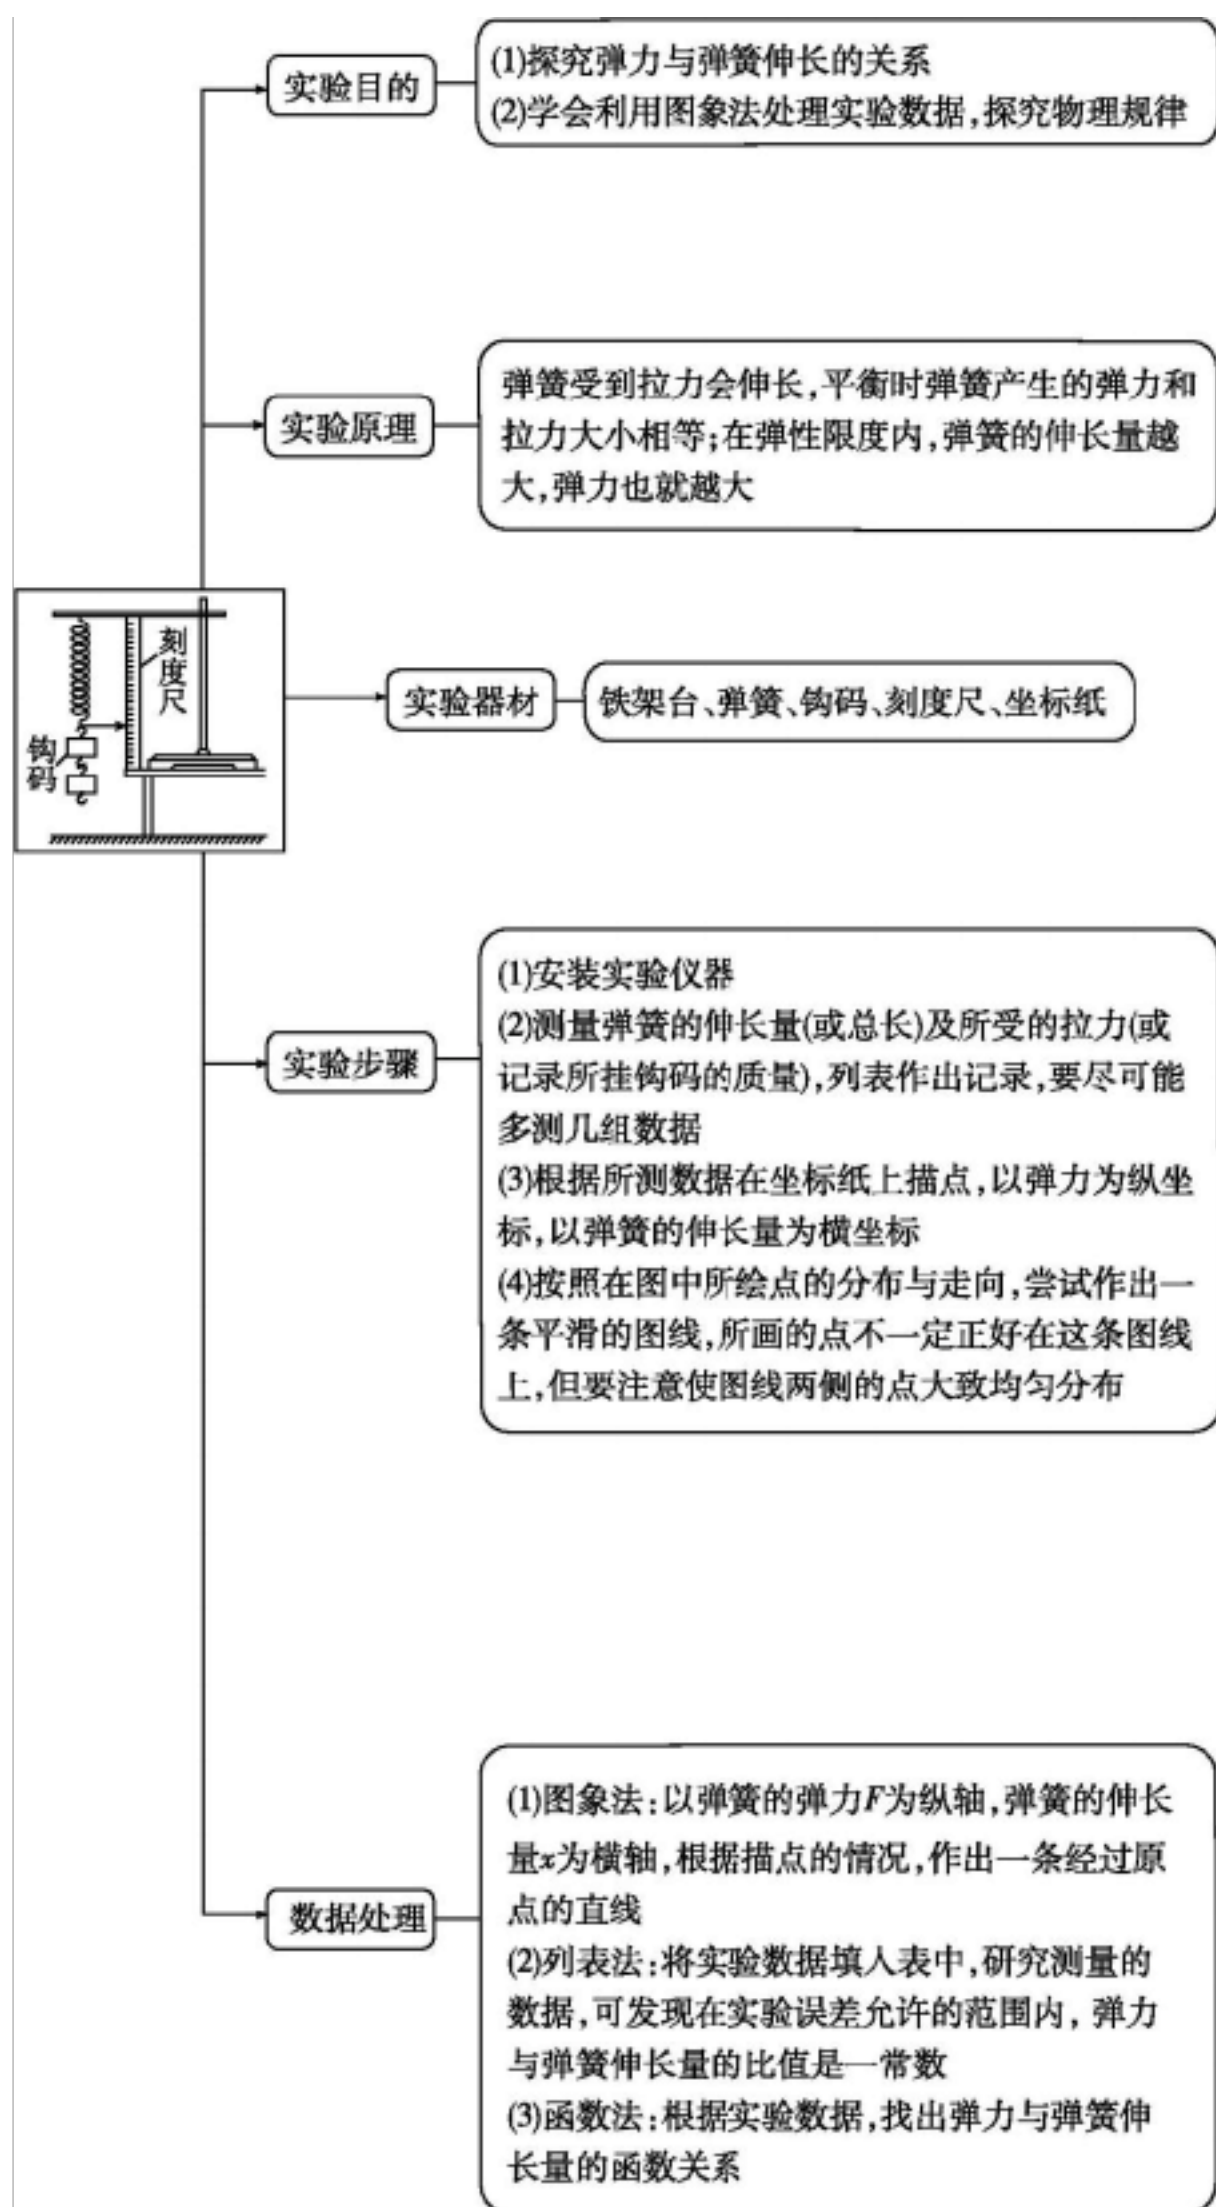 实验目的
(1)探究弹力与弹簧伸长的关系
(2)学会利用图象法处理实验数据,探究物理规律
实验原理
弹簧受到拉力会伸长,平衡时弹簧产生的弹力和
拉力大小相等;在弹性限度内,弹簧的伸长量越
大,弹力也就越大
刻度尺
钩码
实验器材
铁架台、弹簧、钩码、刻度尺、坐标纸
实验步骤
(1)安装实验仪器
(2)测量弹簧的伸长量(或总长)及所受的拉力(或
记录所挂钩码的质量),列表作出记录,要尽可能
多测几组数据
(3)根据所测数据在坐标纸上描点,以弹力为纵坐
标,以弹簧的伸长量为横坐标
(4)按照在图中所绘点的分布与走向,尝试作出一
条平滑的图线,所画的点不一定正好在这条图线
上,但要注意使图线两侧的点大致均匀分布
数据处理
(1)图象法:以弹簧的弹力F为纵轴,弹簧的伸长
量x为横轴,根据描点的情况,作出一条经过原
点的直线
(2)列表法:将实验数据填入表中,研究测量的
数据,可发现在实验误差允许的范围内,弹力
与弹簧伸长量的比值是一常数
(3)函数法:根据实验数据,找出弹力与弹簧伸
长量的函数关系